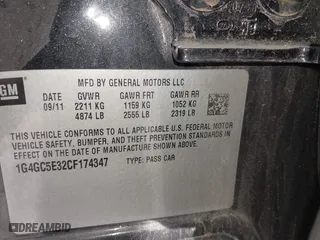 GM
MFD BY GENERAL MOTORS LLC
DATE GVWR GAWR FRT GAWR RR
09/11 2211 KG 1159 KG 1052 KG
4874 LB 2555 LB 2319 LB
THIS VEHICLE CONFORMS TO ALL APPLICABLE U.S. FEDERAL MOTOR
VEHICLE SAFETY, BUMPER, AND THEFT PREVENTION STANDARDS IN
EFFECT ON THE DATE OF MANUFACTURE SHOWN ABOVE.
1G4GC5E32CF174347 TYPE: PASS CAR